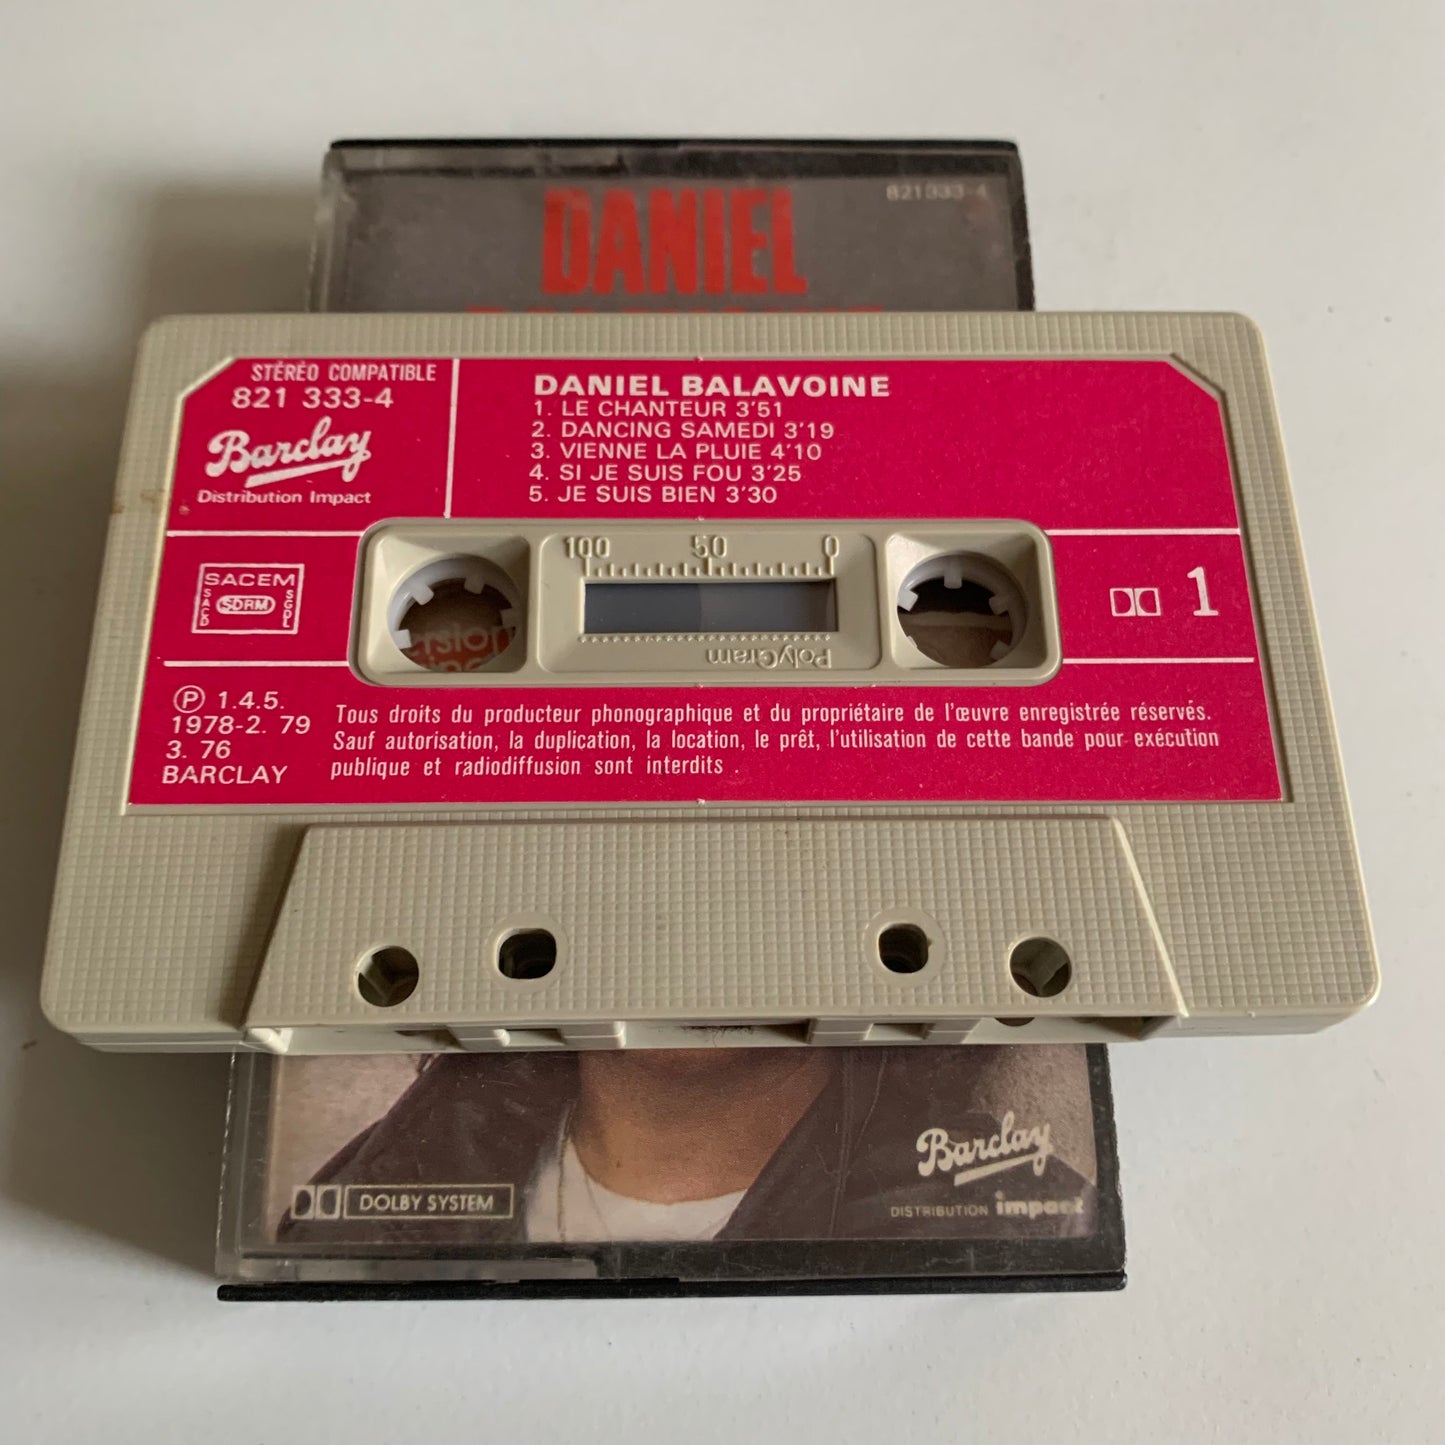 DANIEL
821333-4
STÉRÉO COMPATIBLE
821 333-4
Barclay
Distribution Impact
DANIEL BALAVOINE
1. LE CHANTEUR 3'51
2. DANCING SAMEDI 3'19
3. VIENNE LA PLUIE 4'10
4. SI JE SUIS FOU 3'25
5. JE SUIS BIEN 3'30
SACEM
SACD
SDRM
SGDL
100 50 0
PolyGram
1
Ⓟ 1.4.5.
1978-2. 79
3. 76
BARCLAY
Tous droits du producteur phonographique et du propriétaire de l'œuvre enregistrée réservés.
Sauf autorisation, la duplication, la location, le prêt, l'utilisation de cette bande pour exécution
publique et radiodiffusion sont interdits.
DOLBY SYSTEM
Barclay
DISTRIBUTION impact